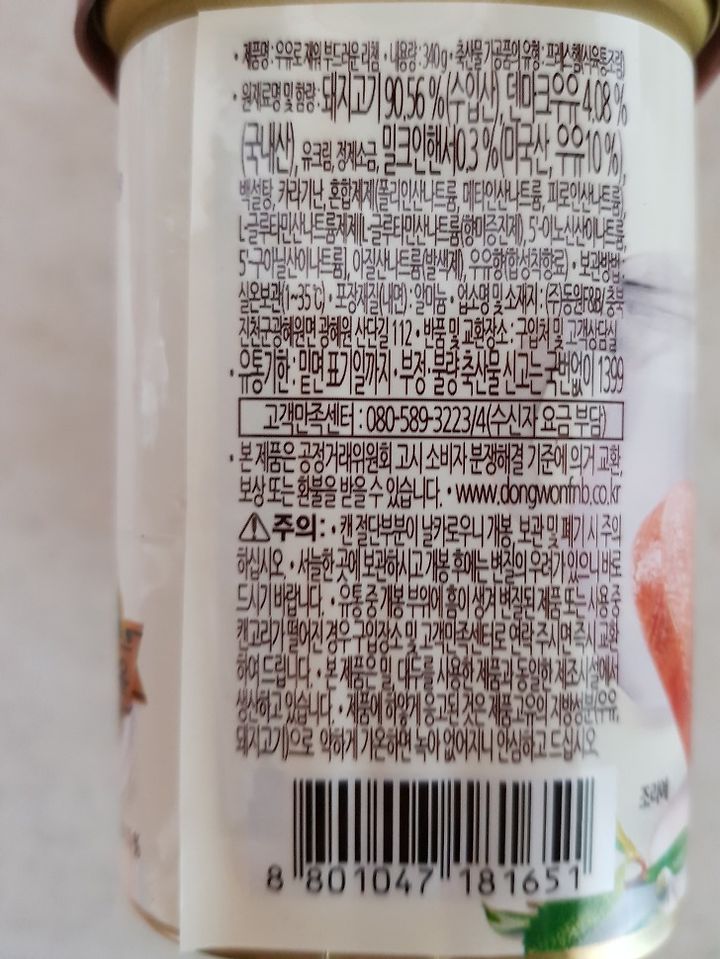 • 제품명 : 우유로 재워 부드러운 리챔 • 내용량 : 340g • 축산물가공품의 유형 : 프레스햄(시유통조림)
• 원재료명 및 함량 : 돼지고기 90.56 %(수입산), 덴마크우유 4.08 %
(국내산), 유크림, 정제소금, 밀크인핸서0.3 %(미국산, 우유10 %),
백설탕, 카라기난, 혼합제제(폴리인산나트륨, 메타인산나트륨, 피로인산나트륨),
L-글루타민산나트륨제제[L-글루타민산나트륨(향미증진제), 5'-이노신산이나트륨,
5'-구아닐산이나트륨], 아질산나트륨(발색제), 우유향(합성착향료) • 보관방법 :
실온보관(1~35℃) • 포장재질(내면) : 알미늄 • 업소명 및 소재지 : (주)동원F&B/충북
진천군광혜원면 광혜원 산단길 112 • 반품 및 교환장소 : 구입처 및 고객상담실
• 유통기한 : 밑면 표기일까지 • 부정·불량축산물 신고는 국번없이 1399
고객만족센터 : 080-589-3223/4(수신자 요금 부담)
• 본 제품은 공정거래위원회 고시 소비자 분쟁해결 기준에 의거 교환,
보상 또는 환불을 받을 수 있습니다. • www.dongwonfnb.co.kr
⚠주의: • 캔 절단부분이 날카로우니 개봉, 보관 및 폐기 시 주의
하십시오. • 서늘한 곳에 보관하시고 개봉 후에는 변질의 우려가 있으니 바로
드시기 바랍니다. • 유통 중 개봉 부위에 흠이 생겨 변질된 제품 또는 사용 중
캔고리가 떨어진 경우 구입장소 및 고객만족센터로 연락 주시면 즉시 교환
하여 드립니다. • 본 제품은 밀, 대두를 사용한 제품과 동일한 제조시설에서
생산하고 있습니다. • 제품에 하얗게 응고된 것은 제품 고유의 지방성분(우유,
돼지고기)으로 약하게 가온하면 녹아 없어지니 안심하고 드십시오
조리예
8 801047 181651